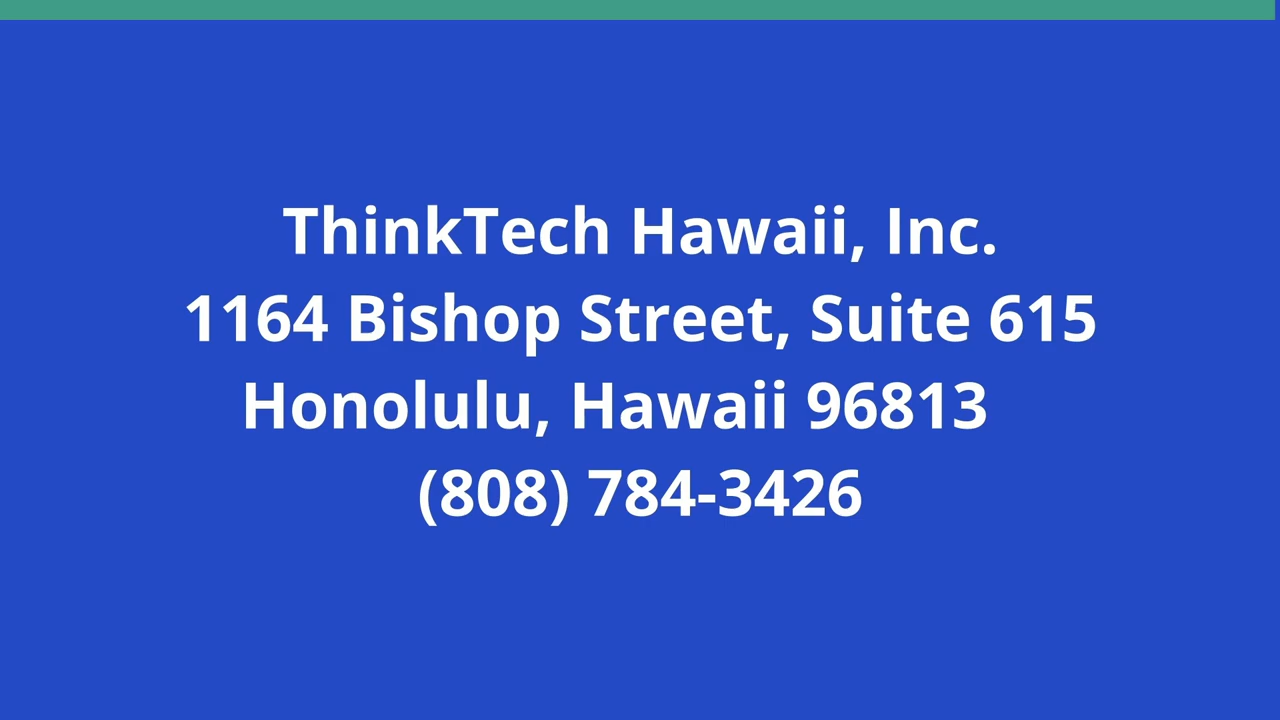 ThinkTech Hawaii, Inc.
1164 Bishop Street, Suite 615
Honolulu, Hawaii 96813
(808) 784-3426